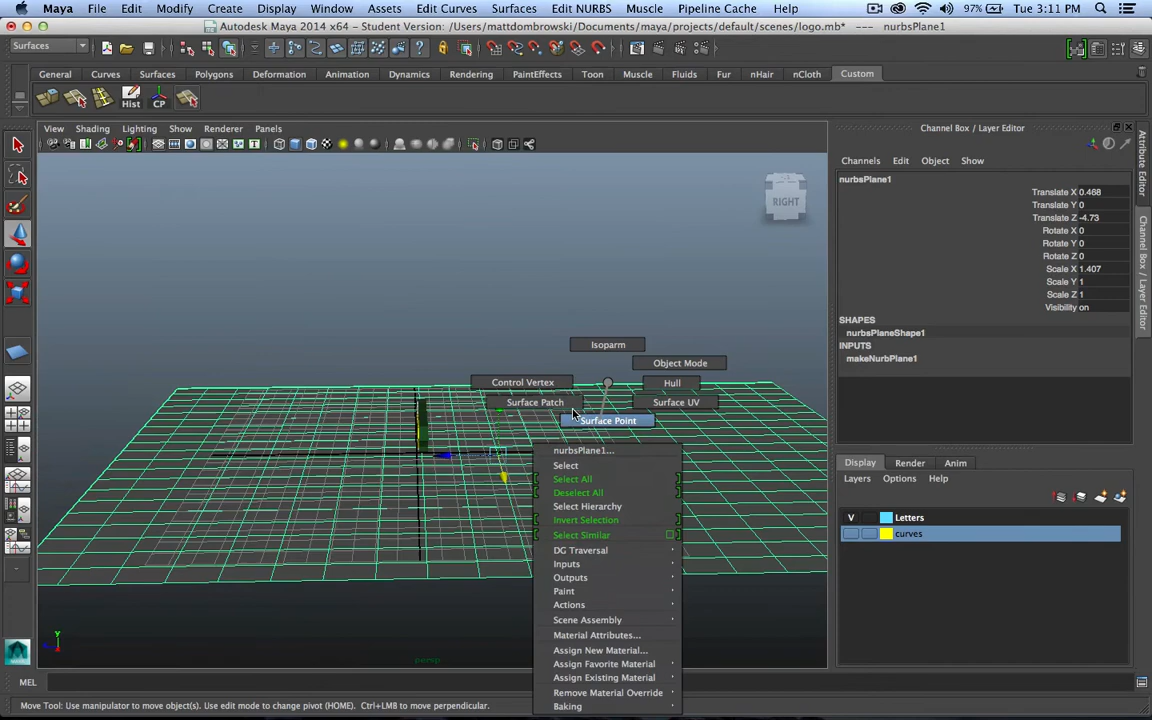 Maya File Edit Modify Create Display Window Assets Edit Curves Surfaces Edit NURBS Muscle Pipeline Cache Help 97% Tue 3:11 PM
Autodesk Maya 2014 x64 - Student Version: /Users/mattdombrowski/Documents/maya/projects/default/scenes/logo.mb* --- nurbsPlane1
Surfaces
General Curves Surfaces Polygons Deformation Animation Dynamics Rendering PaintEffects Toon Muscle Fluids Fur nHair nCloth Custom
Hist CP
View Shading Lighting Show Renderer Panels
RIGHT
Isoparm
Object Mode
Control Vertex Hull
Surface Patch Surface UV
Surface Point
nurbsPlane1...
Select
Select All
Deselect All
Select Hierarchy
Invert Selection
Select Similar
DG Traversal
Inputs
Outputs
Paint
Actions
Scene Assembly
Material Attributes...
Assign New Material...
Assign Favorite Material
Assign Existing Material
Remove Material Override
Baking
persp
Y
Channel Box / Layer Editor
Channels Edit Object Show
nurbsPlane1
Translate X 0.468
Translate Y 0
Translate Z -4.73
Rotate X 0
Rotate Y 0
Rotate Z 0
Scale X 1.407
Scale Y 1
Scale Z 1
Visibility on
SHAPES
nurbsPlaneShape1
INPUTS
makeNurbPlane1
Display Render Anim
Layers Options Help
V Letters
curves
Attribute Editor
Channel Box / Layer Editor
MEL
Move Tool: Use manipulator to move object(s). Use edit mode to change pivot (HOME). Ctrl+LMB to move perpendicular.